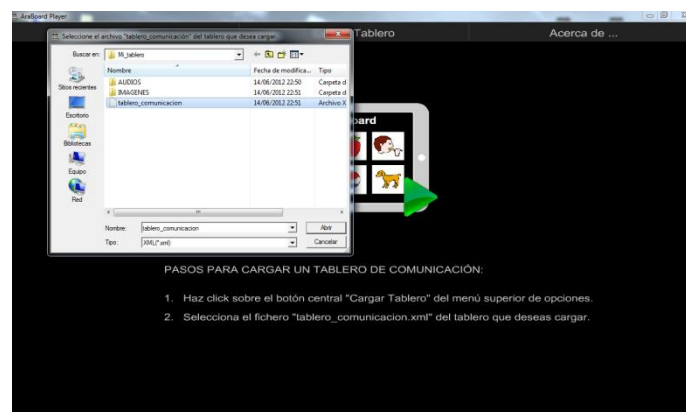 AraBoard Player
Tablero
Acerca de ...
Seleccione el archivo "tablero_comunicación" del tablero que desea cargar.
Buscar en:
Mi_tablero
Nombre
Fecha de modifica...
Tipo
AUDIOS
14/06/2012 22:50
Carpeta d
IMAGENES
14/06/2012 22:51
Carpeta d
tablero_comunicacion
14/06/2012 22:51
Archivo X
Sitios recientes
Escritorio
Bibliotecas
Equipo
Red
Nombre:
tablero_comunicacion
Abrir
Tipo:
XML(*.xml)
Cancelar
oard
PASOS PARA CARGAR UN TABLERO DE COMUNICACIÓN:
1. Haz click sobre el botón central "Cargar Tablero" del menú superior de opciones.
2. Selecciona el fichero "tablero_comunicacion.xml" del tablero que deseas cargar.